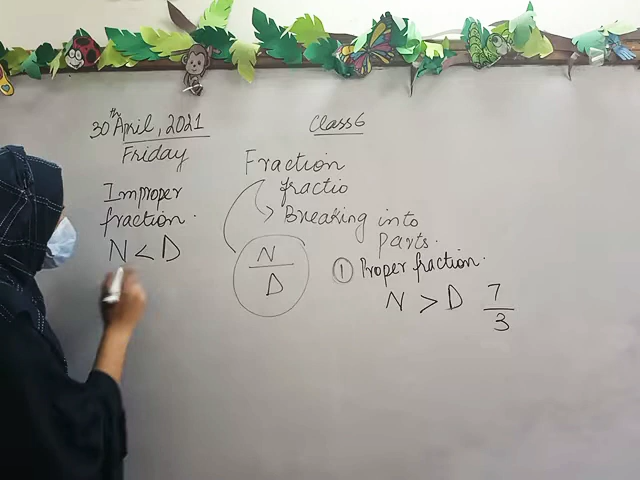 30th April, 2021
Friday
Class 6
Fraction
fractio
Breaking into
parts.
N
D
① Proper fraction.
N > D 7
3
Improper
fraction.
N < D